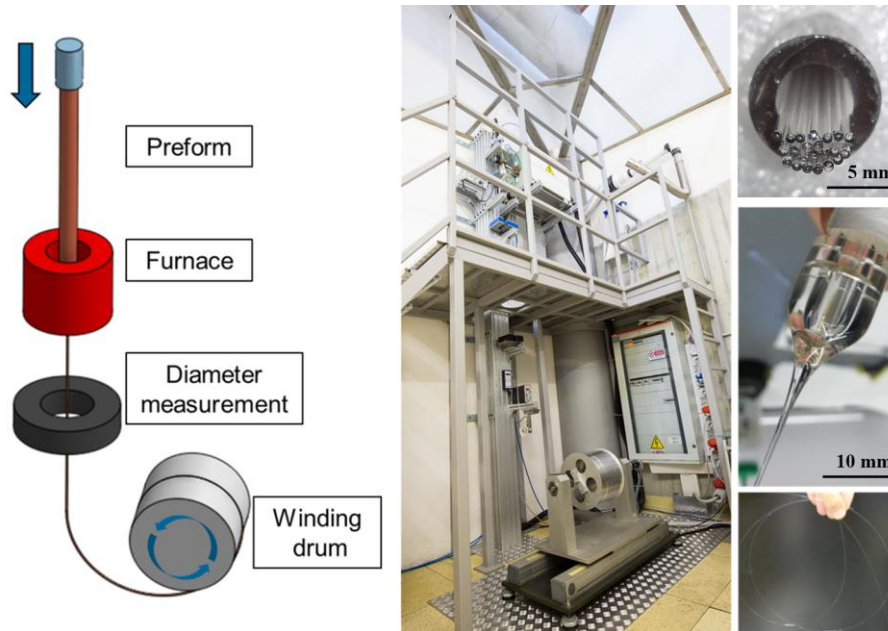 Preform
Furnace
Diameter
measurement
Winding
drum
5 mm
10 mm